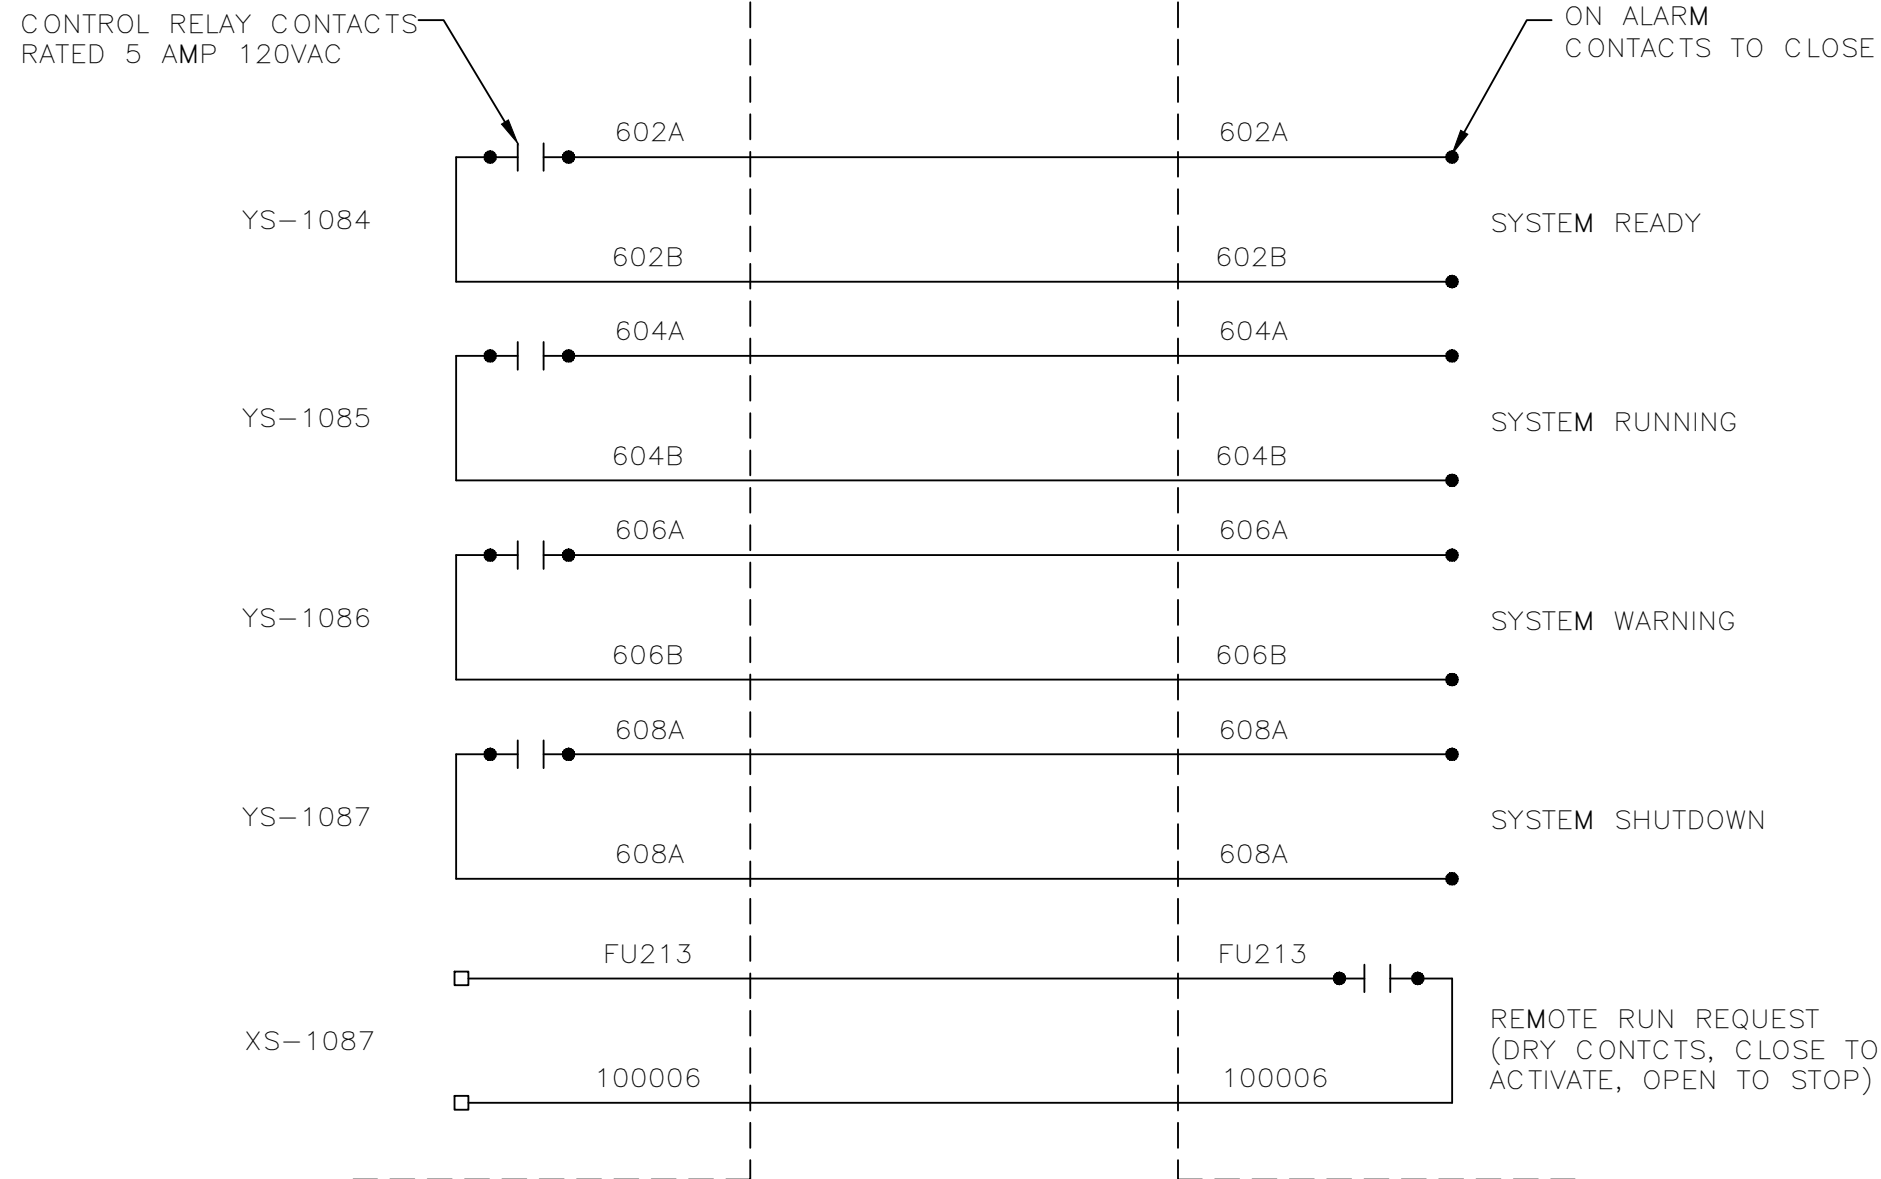 CONTROL RELAY CONTACTS
RATED 5 AMP 120VAC
ON ALARM
CONTACTS TO CLOSE
602A 602A
YS-1084
SYSTEM READY
602B 602B
604A 604A
YS-1085
SYSTEM RUNNING
604B 604B
606A 606A
YS-1086
SYSTEM WARNING
606B 606B
608A 608A
YS-1087
SYSTEM SHUTDOWN
608A 608A
FU213 FU213
XS-1087
REMOTE RUN REQUEST
(DRY CONTCTS, CLOSE TO
ACTIVATE, OPEN TO STOP)
100006 100006